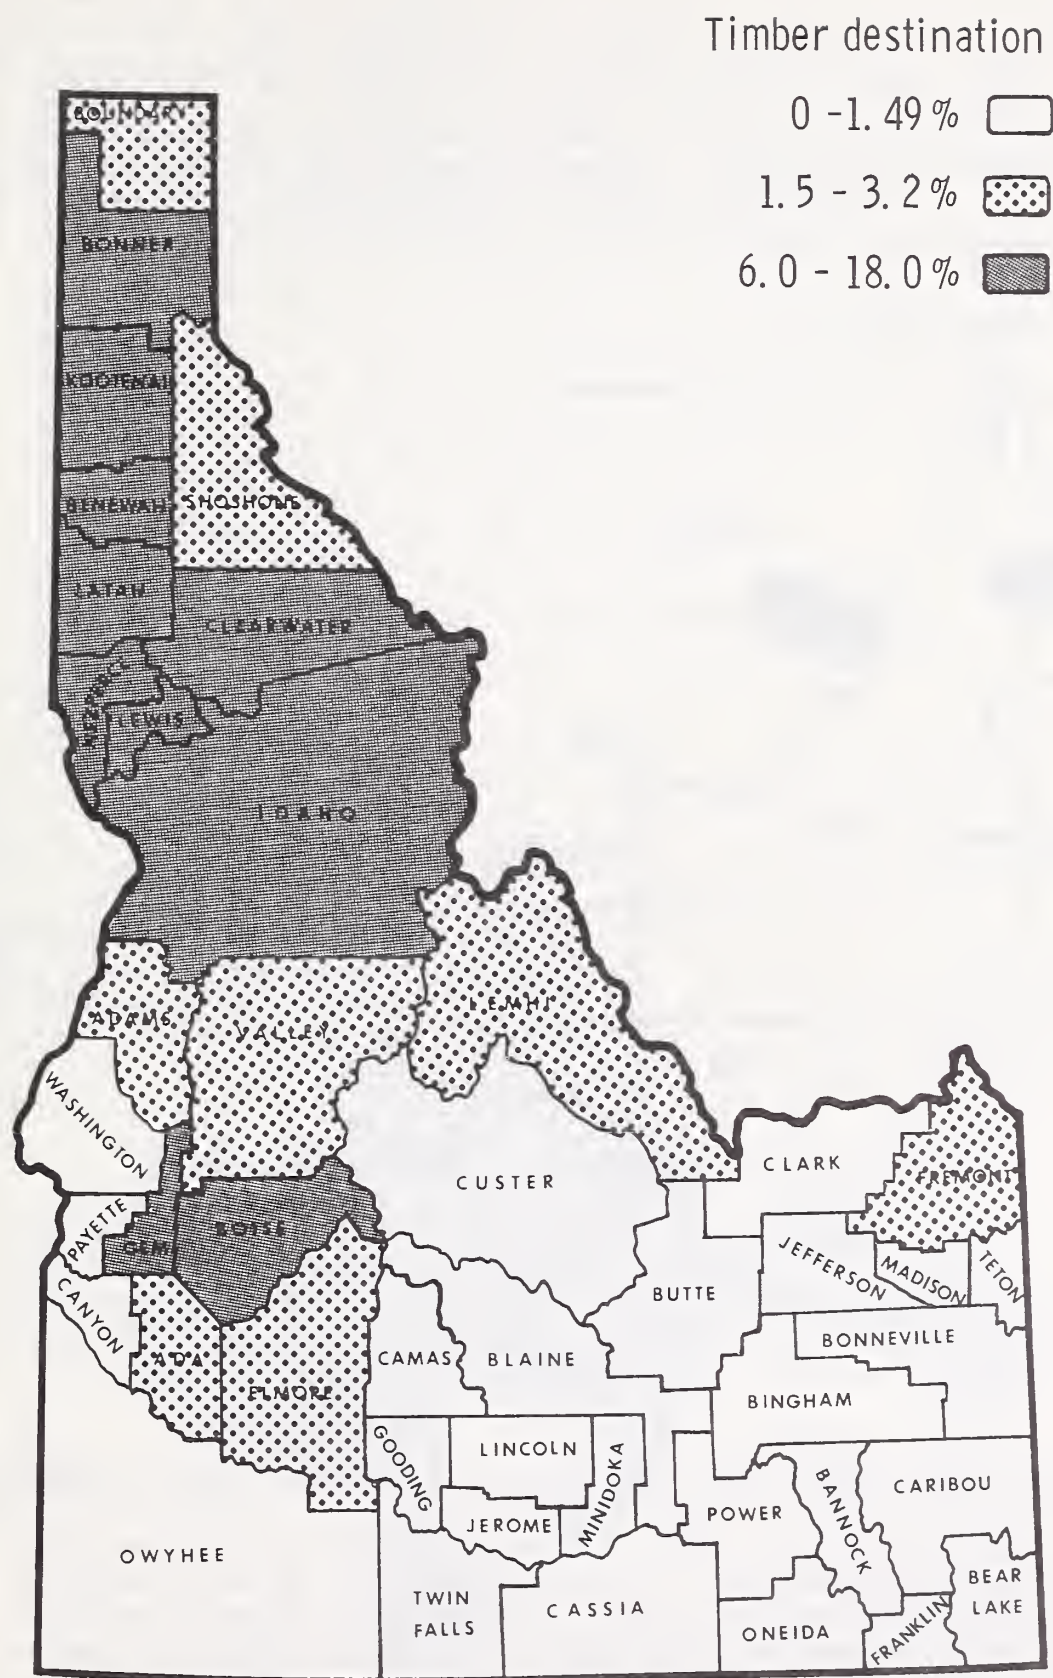 Timber destination
0 -1. 49 %
1. 5 - 3. 2 %
6. 0 - 18. 0 %
BOUNDARY
BONNER
KOOTENAI
BENEWAH
SHOSHONE
LATAH
CLEARWATER
NEZPERCE
LEWIS
IDAHO
LEMHI
ADAMS
VALLEY
WASHINGTON
CUSTER
CLARK
FREMONT
PAYETTE
GEM
BOISE
JEFFERSON
MADISON
TETON
CANYON
BUTTE
ADA
CAMAS
BLAINE
BONNEVILLE
ELMORE
BINGHAM
GOODING
LINCOLN
MINIDOKA
CARIBOU
JEROME
POWER
BANNOCK
OWYHEE
TWIN
FALLS
CASSIA
ONEIDA
FRANKLIN
BEAR
LAKE